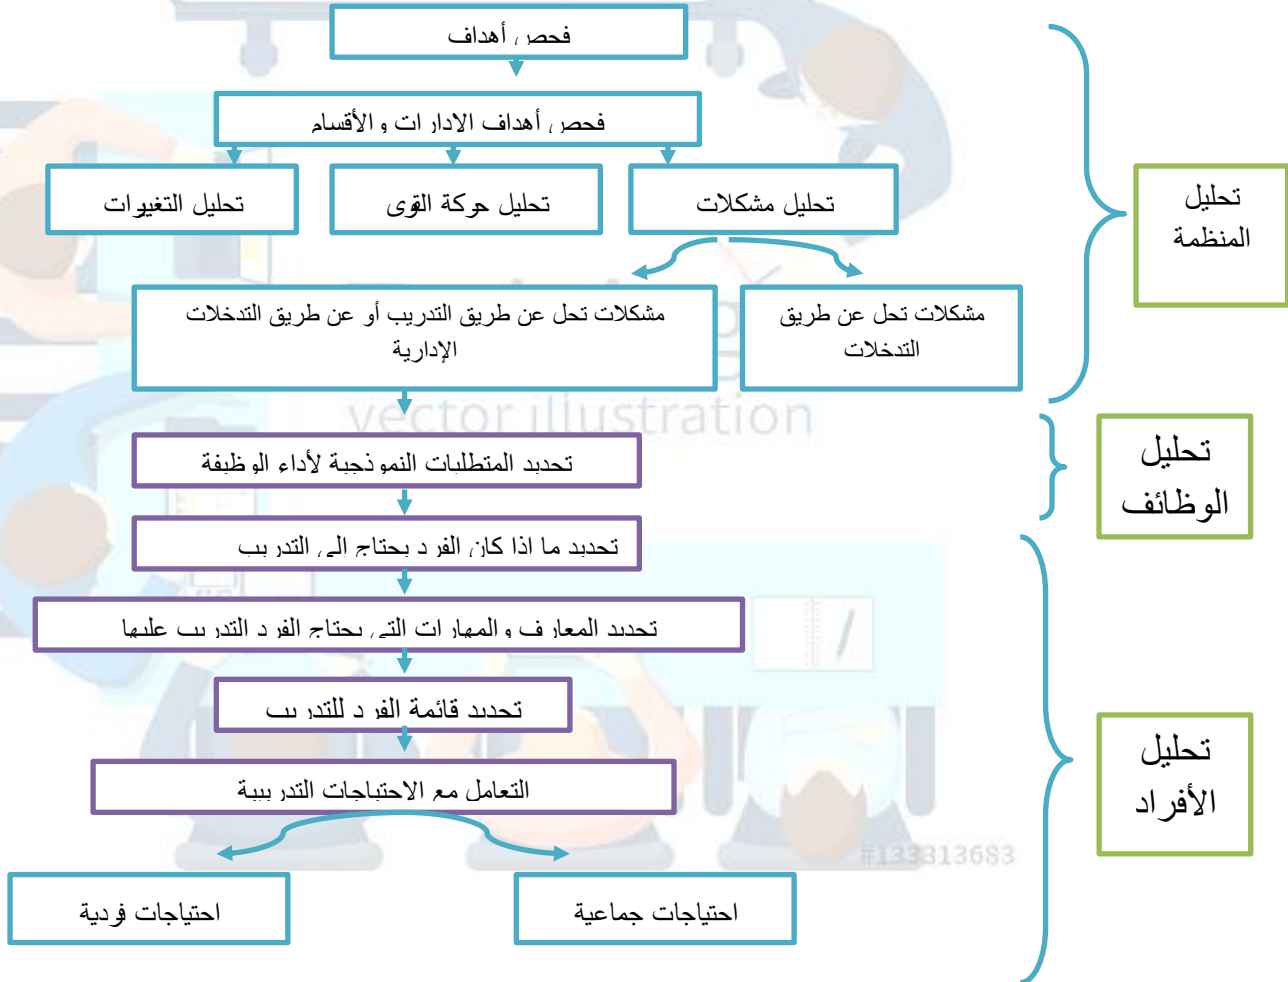 فحص أهداف
فحص أهداف الادارات والأقسام
تحليل مشكلات
تحليل حركة القوى
تحليل التغيرات
تحليل
المنظمة
مشكلات تحل عن طريق
التدخلات
مشكلات تحل عن طريق التدريب أو عن طريق التدخلات
الإدارية
vector illustration
تحديد المتطلبات النموذجية لأداء الوظيفة
تحليل
الوظائف
تحديد ما اذا كان الفرد يحتاج الى التدريب
تحديد المعارف والمهارات التي يحتاج الفرد التدريب عليها
تحديد قائمة الفرد للتدريب
تحليل
الأفراد
التعامل مع الاحتياجات التدريبية
#133313683
احتياجات جماعية
احتياجات فردية